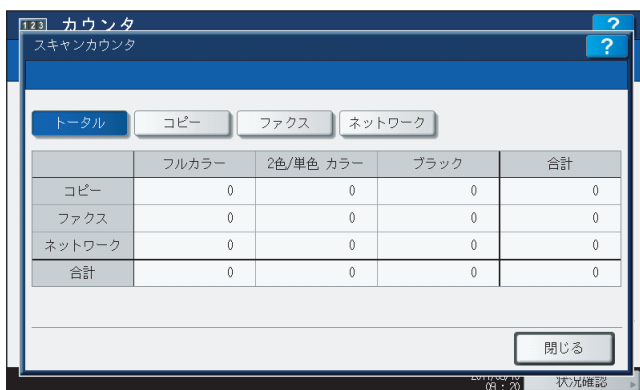 123 カウンタ ?
スキャンカウンタ ?
トータル コピー ファクス ネットワーク
フルカラー 2色/単色 カラー ブラック 合計
コピー 0 0 0 0
ファクス 0 0 0 0
ネットワーク 0 0 0 0
合計 0 0 0 0
閉じる
09 : 20 状況確認